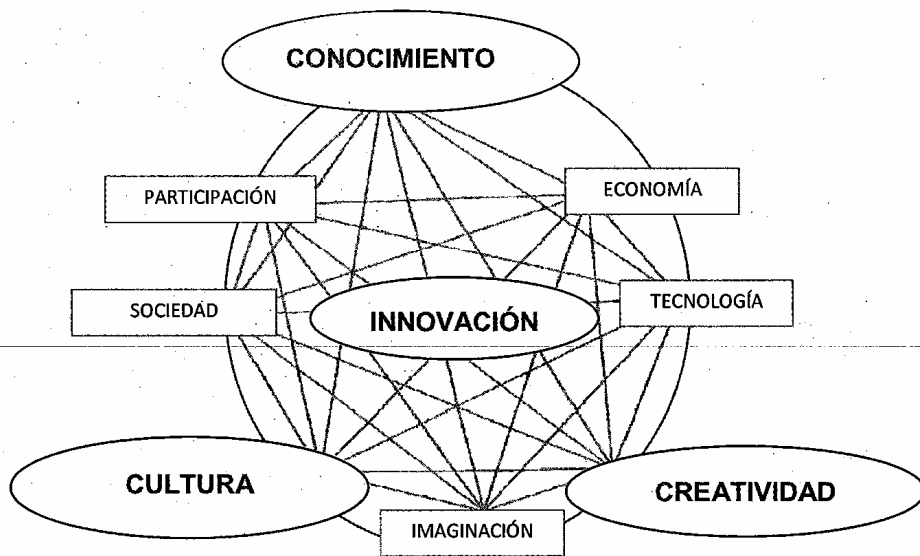 CONOCIMIENTO
PARTICIPACIÓN
ECONOMÍA
SOCIEDAD
INNOVACIÓN
TECNOLOGÍA
CULTURA
CREATIVIDAD
IMAGINACIÓN